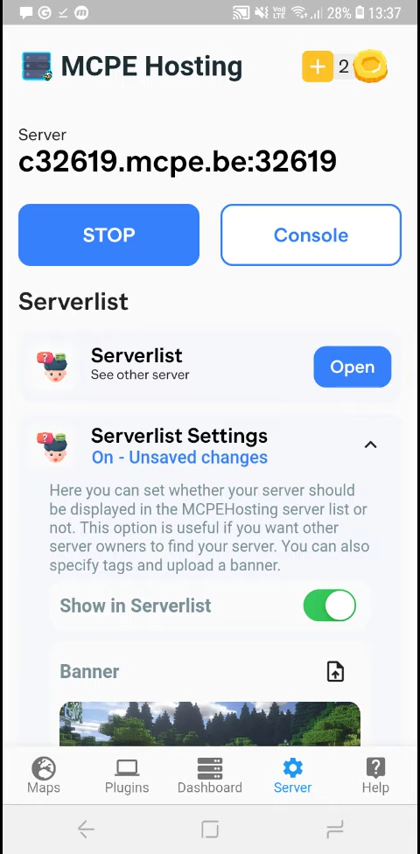 28% 13:37
MCPE Hosting
2
Server
c32619.mcpe.be:32619
STOP
Console
Serverlist
Serverlist
See other server
Open
Serverlist Settings
On - Unsaved changes
Here you can set whether your server should
be displayed in the MCPEHosting server list or
not. This option is useful if you want other
server owners to find your server. You can also
specify tags and upload a banner.
Show in Serverlist
Banner
Maps
Plugins
Dashboard
Server
Help